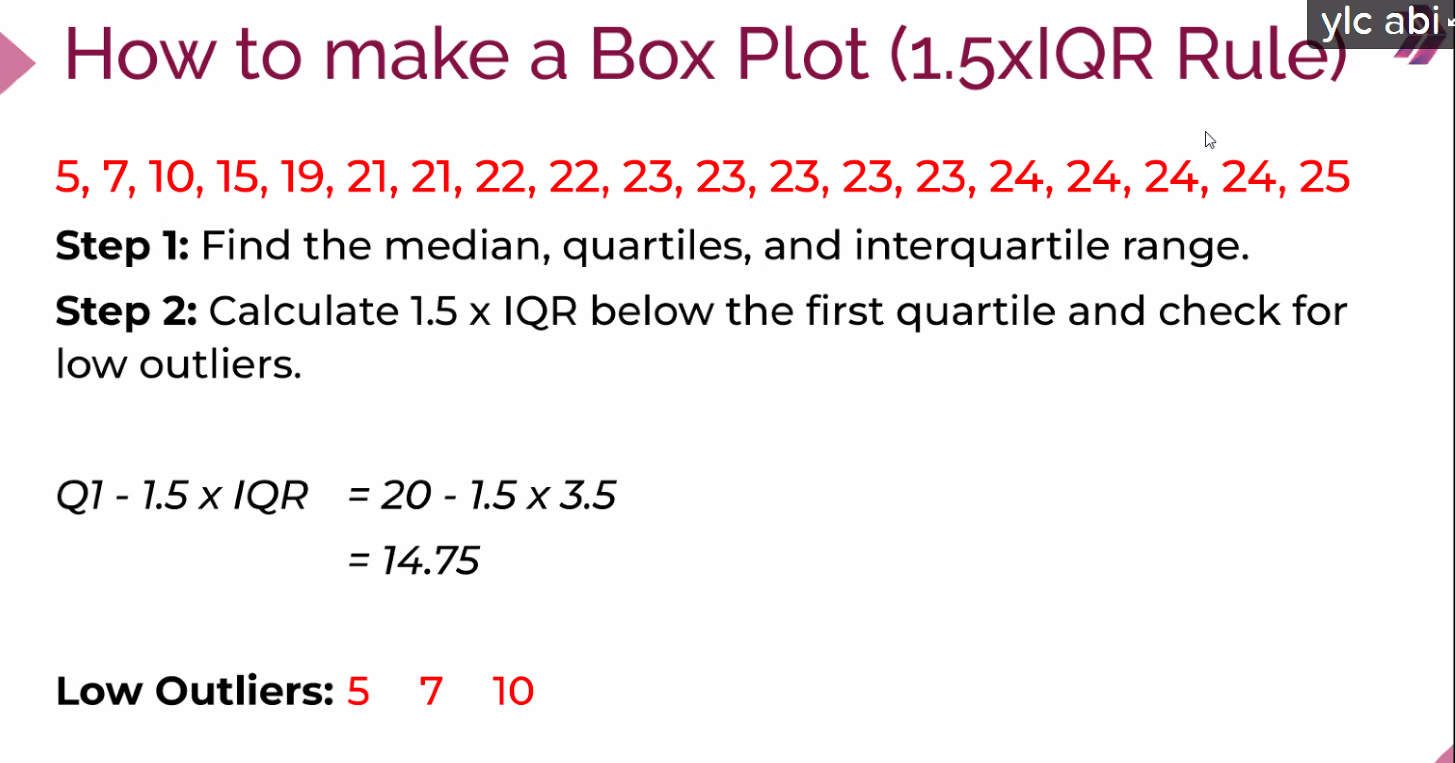 ylc abi
How to make a Box Plot (1.5xIQR Rule)
5, 7, 10, 15, 19, 21, 21, 22, 22, 23, 23, 23, 23, 23, 24, 24, 24, 24, 25
Step 1: Find the median, quartiles, and interquartile range.
Step 2: Calculate 1.5 x IQR below the first quartile and check for
low outliers.
Q1 - 1.5 x IQR = 20 - 1.5 x 3.5
= 14.75
Low Outliers: 5 7 10